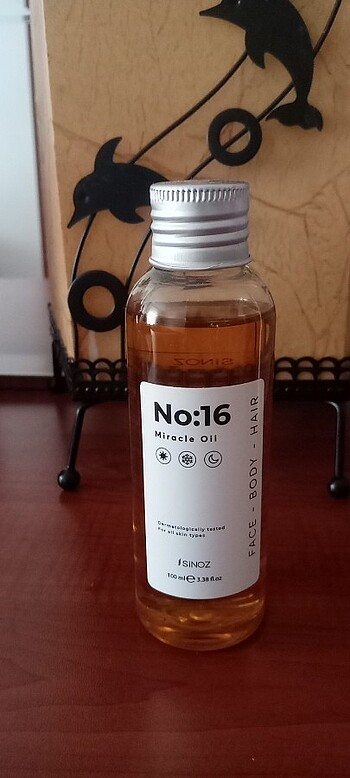 No:16
Miracle Oil
FACE - BODY - HAIR
Dermatologically tested
For all skin types
SiNOZ
100 ml ℮ 3.38 fl.oz
SiNOZ